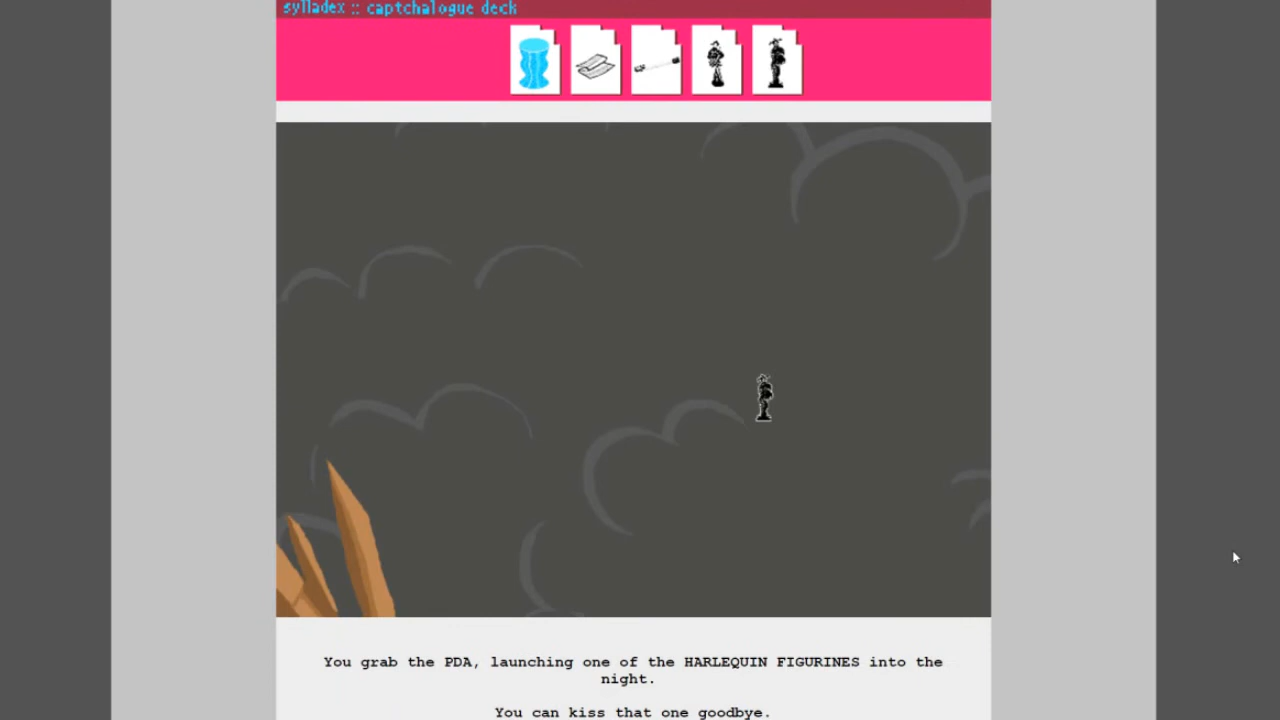 sylladex :: captchalogue deck
You grab the PDA, launching one of the HARLEQUIN FIGURINES into the
night.
You can kiss that one goodbye.